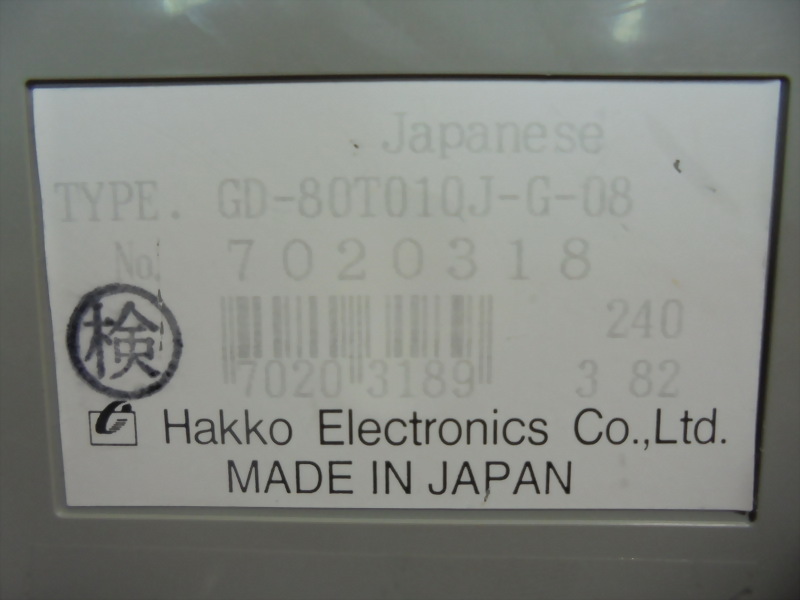 Japanese
TYPE. GD-80T01QJ-G-08
No. 7020318
検
240
7020 3189
3 82
Hakko Electronics Co.,Ltd.
MADE IN JAPAN